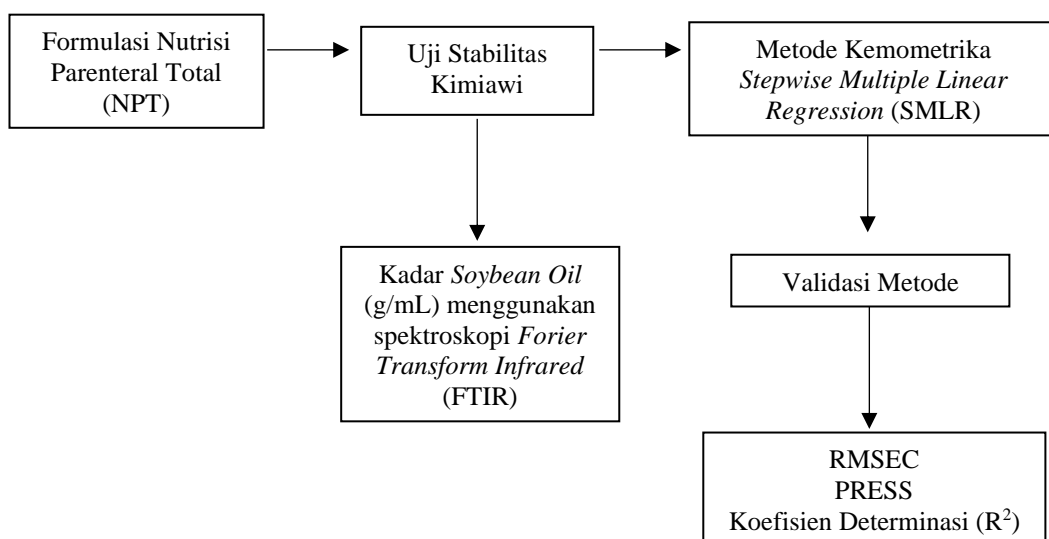 Formulasi Nutrisi
Parenteral Total
(NPT)
Uji Stabilitas
Kimiawi
Metode Kemometrika
Stepwise Multiple Linear
Regression (SMLR)
Kadar Soybean Oil
(g/mL) menggunakan
spektroskopi Forier
Transform Infrared
(FTIR)
Validasi Metode
RMSEC
PRESS
Koefisien Determinasi (R²)